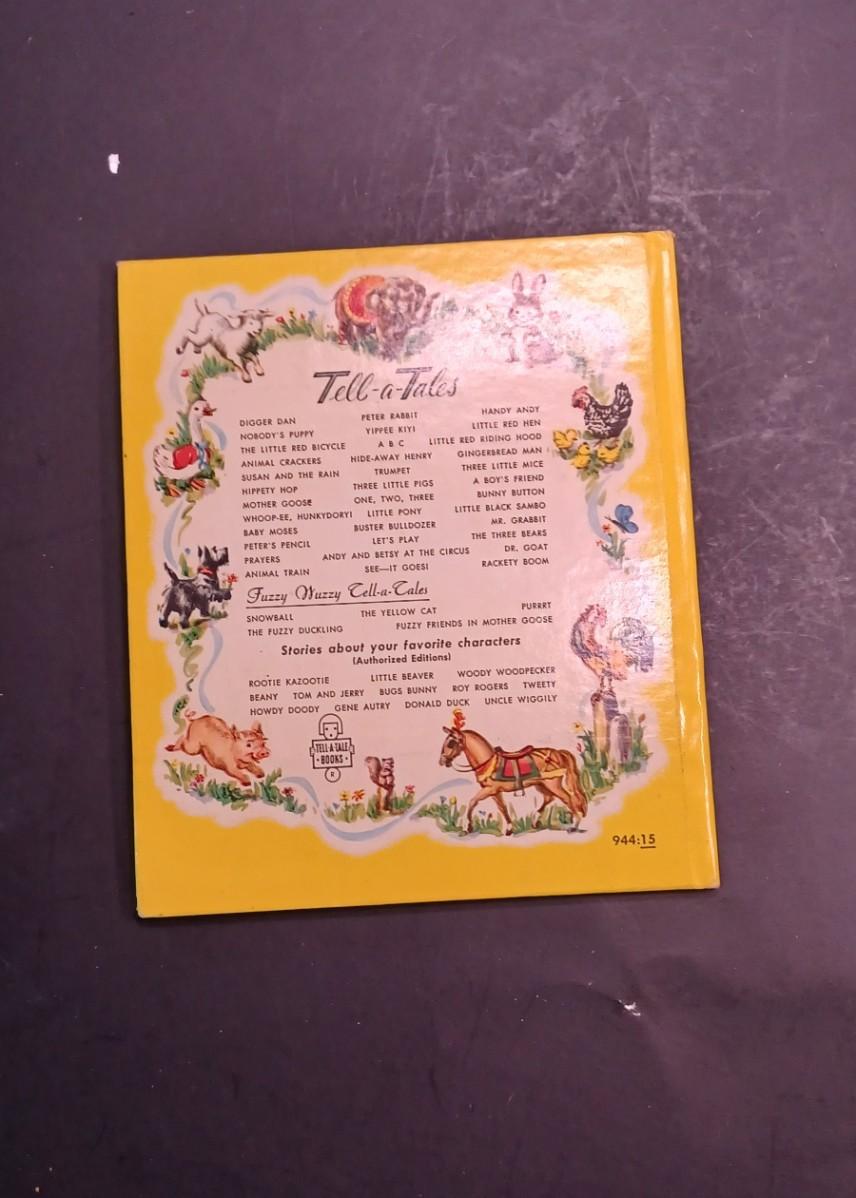 Tell-a-Tales
DIGGER DAN PETER RABBIT HANDY ANDY
NOBODY'S PUPPY YIPPEE KIYI LITTLE RED HEN
THE LITTLE RED BICYCLE A B C LITTLE RED RIDING HOOD
ANIMAL CRACKERS HIDE-AWAY HENRY GINGERBREAD MAN
SUSAN AND THE RAIN TRUMPET THREE LITTLE MICE
HIPPETY HOP THREE LITTLE PIGS A BOY'S FRIEND
MOTHER GOOSE ONE, TWO, THREE BUNNY BUTTON
WHOOP-EE, HUNKYDORY! LITTLE PONY LITTLE BLACK SAMBO
BABY MOSES BUSTER BULLDOZER MR. GRABBIT
PETER'S PENCIL LET'S PLAY THE THREE BEARS
PRAYERS ANDY AND BETSY AT THE CIRCUS DR. GOAT
ANIMAL TRAIN SEE—IT GOES! RACKETY BOOM
Fuzzy Wuzzy Tell-a-Tales
SNOWBALL THE YELLOW CAT PURRRT
THE FUZZY DUCKLING FUZZY FRIENDS IN MOTHER GOOSE
Stories about your favorite characters
(Authorized Editions)
ROOTIE KAZOOTIE LITTLE BEAVER WOODY WOODPECKER
BEANY TOM AND JERRY BUGS BUNNY ROY ROGERS TWEETY
HOWDY DOODY GENE AUTRY DONALD DUCK UNCLE WIGGILY
TELL-A-TALE
·BOOKS·
R
944:15